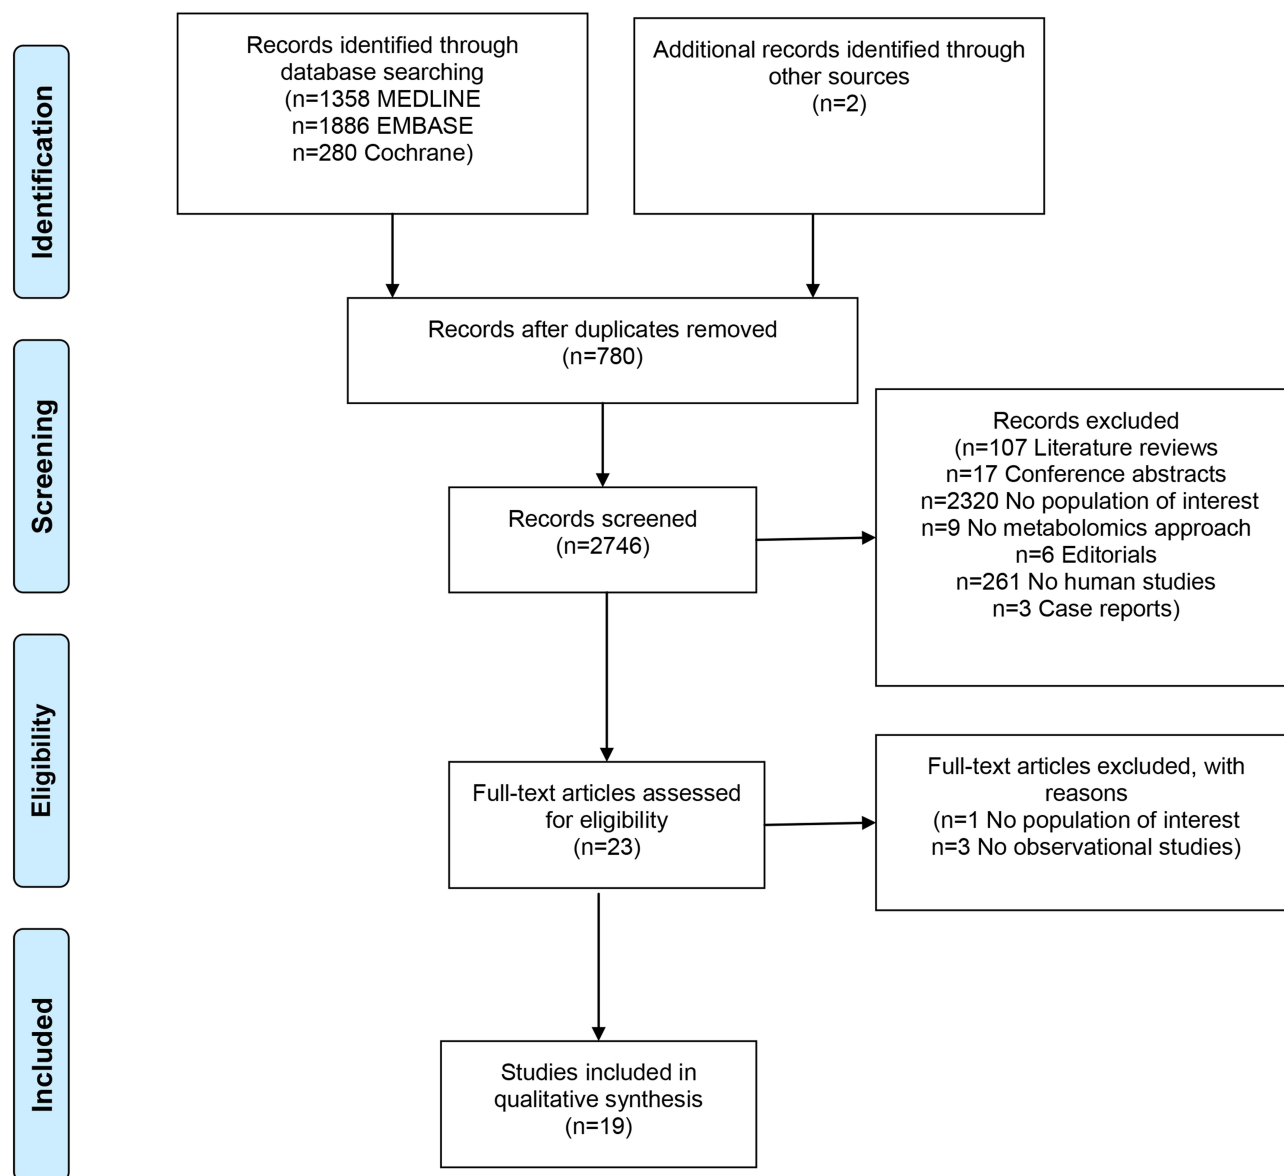 Identification
Records identified through
database searching
(n=1358 MEDLINE
n=1886 EMBASE
n=280 Cochrane)
Additional records identified through
other sources
(n=2)
Screening
Records after duplicates removed
(n=780)
Records screened
(n=2746)
Records excluded
(n=107 Literature reviews
n=17 Conference abstracts
n=2320 No population of interest
n=9 No metabolomics approach
n=6 Editorials
n=261 No human studies
n=3 Case reports)
Eligibility
Full-text articles assessed
for eligibility
(n=23)
Full-text articles excluded, with
reasons
(n=1 No population of interest
n=3 No observational studies)
Included
Studies included in
qualitative synthesis
(n=19)